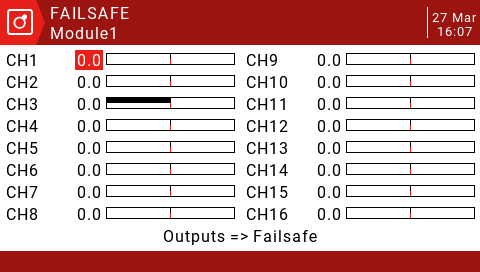 FAILSAFE
Module1
27 Mar
16:07
CH1 0.0 CH9 0.0
CH2 0.0 CH10 0.0
CH3 0.0 CH11 0.0
CH4 0.0 CH12 0.0
CH5 0.0 CH13 0.0
CH6 0.0 CH14 0.0
CH7 0.0 CH15 0.0
CH8 0.0 CH16 0.0
Outputs => Failsafe